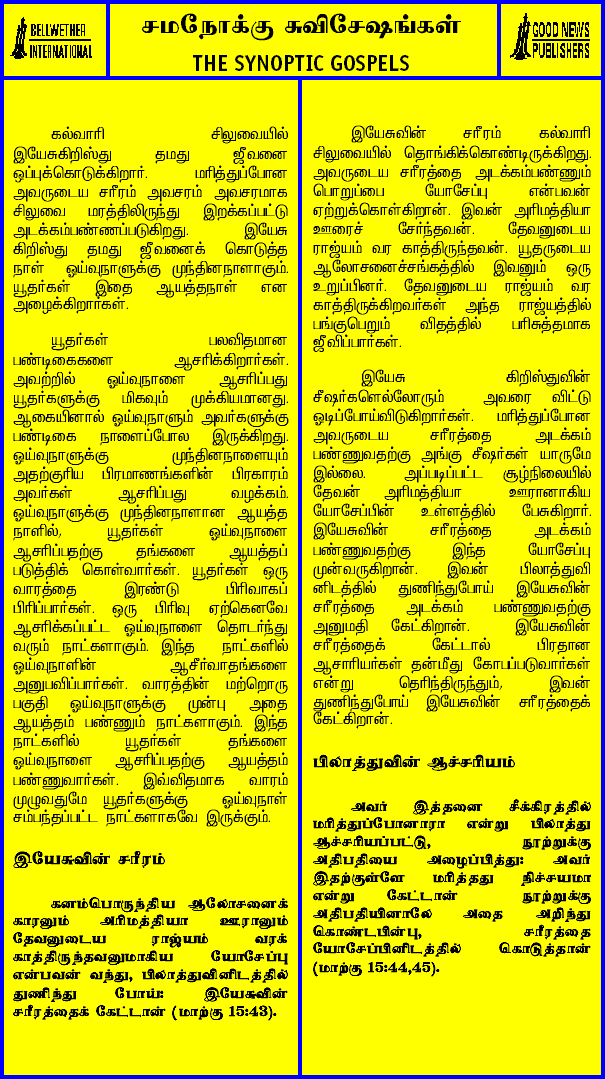 BELLWETHER
INTERNATIONAL
சமநோக்கு சுவிசேஷங்கள்
THE SYNOPTIC GOSPELS
GOOD NEWS
PUBLISHERS
கல்வாரி சிலுவையில்
இயேசுகிறிஸ்து தமது ஜீவனை
ஒப்புக்கொடுக்கிறார். மரித்துப்போன
அவருடைய சரீரம் அவசரம் அவசரமாக
சிலுவை மரத்திலிருந்து இறக்கப்பட்டு
அடக்கம்பண்ணப்படுகிறது. இயேசு
கிறிஸ்து தமது ஜீவனைக் கொடுத்த
நாள் ஓய்வுநாளுக்கு முந்தினநாளாகும்.
யூதர்கள் இதை ஆயத்தநாள் என
அழைக்கிறார்கள்.
யூதர்கள் பலவிதமான
பண்டிகைகளை ஆசரிக்கிறார்கள்.
அவற்றில் ஓய்வுநாளை ஆசரிப்பது
யூதர்களுக்கு மிகவும் முக்கியமானது.
ஆகையினால் ஓய்வுநாளும் அவர்களுக்கு
பண்டிகை நாளைப்போல இருக்கிறது.
ஓய்வுநாளுக்கு முந்தினநாளையும்
அதற்குரிய பிரமாணங்களின் பிரகாரம்
அவர்கள் ஆசரிப்பது வழக்கம்.
ஓய்வுநாளுக்கு முந்தினநாளான ஆயத்த
நாளில், யூதர்கள் ஓய்வுநாளை
ஆசரிப்பதற்கு தங்களை ஆயத்தப்
படுத்திக் கொள்வார்கள். யூதர்கள் ஒரு
வாரத்தை இரண்டு பிரிவாகப்
பிரிப்பார்கள். ஒரு பிரிவு ஏற்கெனவே
ஆசரிக்கப்பட்ட ஓய்வுநாளை தொடர்ந்து
வரும் நாட்களாகும். இந்த நாட்களில்
ஓய்வுநாளின் ஆசீர்வாதங்களை
அனுபவிப்பார்கள். வாரத்தின் மற்றொரு
பகுதி ஓய்வுநாளுக்கு முன்பு அதை
ஆயத்தம் பண்ணும் நாட்களாகும். இந்த
நாட்களில் யூதர்கள் தங்களை
ஓய்வுநாளை ஆசரிப்பதற்கு ஆயத்தம்
பண்ணுவார்கள். இவ்விதமாக வாரம்
முழுவதுமே யூதர்களுக்கு ஓய்வுநாள்
சம்பந்தப்பட்ட நாட்களாகவே இருக்கும்.
இயேசுவின் சரீரம்
கனம்பொருந்திய ஆலோசனைக்
காரனும் அரிமத்தியா ஊரானும்
தேவனுடைய ராஜ்யம் வரக்
காத்திருந்தவனுமாகிய யோசேப்பு
என்பவன் வந்து, பிலாத்துவினிடத்தில்
துணிந்து போய்: இயேசுவின்
சரீரத்தைக் கேட்டான் (மாற்கு 15:43).
இயேசுவின் சரீரம் கல்வாரி
சிலுவையில் தொங்கிக்கொண்டிருக்கிறது.
அவருடைய சரீரத்தை அடக்கம்பண்ணும்
பொறுப்பை யோசேப்பு என்பவன்
ஏற்றுக்கொள்கிறான். இவன் அரிமத்தியா
ஊரைச் சேர்ந்தவன். தேவனுடைய
ராஜ்யம் வர காத்திருந்தவன். யூதருடைய
ஆலோசனைச்சங்கத்தில் இவனும் ஒரு
உறுப்பினர். தேவனுடைய ராஜ்யம் வர
காத்திருக்கிறவர்கள் அந்த ராஜ்யத்தில்
பங்குபெறும் விதத்தில் பரிசுத்தமாக
ஜீவிப்பார்கள்.
இயேசு கிறிஸ்துவின்
சீஷர்களெல்லோரும் அவரை விட்டு
ஓடிப்போய்விடுகிறார்கள். மரித்துப்போன
அவருடைய சரீரத்தை அடக்கம்
பண்ணுவதற்கு அங்கு சீஷர்கள் யாருமே
இல்லை. அப்படிப்பட்ட சூழ்நிலையில்
தேவன் அரிமத்தியா ஊரானாகிய
யோசேப்பின் உள்ளத்தில் பேசுகிறார்.
இயேசுவின் சரீரத்தை அடக்கம்
பண்ணுவதற்கு இந்த யோசேப்பு
முன்வருகிறான். இவன் பிலாத்துவி
னிடத்தில் துணிந்துபோய் இயேசுவின்
சரீரத்தை அடக்கம் பண்ணுவதற்கு
அனுமதி கேட்கிறான். இயேசுவின்
சரீரத்தைக் கேட்டால் பிரதான
ஆசாரியர்கள் தன்மீது கோபப்படுவார்கள்
என்று தெரிந்திருந்தும், இவன்
துணிந்துபோய் இயேசுவின் சரீரத்தைக்
கேட்கிறான்.
பிலாத்துவின் ஆச்சரியம்
அவர் இத்தனை சீக்கிரத்தில்
மரித்துப்போனாரா என்று பிலாத்து
ஆச்சரியப்பட்டு, நூற்றுக்கு
அதிபதியை அழைப்பித்து: அவர்
இதற்குள்ளே மரித்தது நிச்சயமா
என்று கேட்டான் நூற்றுக்கு
அதிபதியினாலே அதை அறிந்து
கொண்டபின்பு, சரீரத்தை
யோசேப்பினிடத்தில் கொடுத்தான்
(மாற்கு 15:44,45).